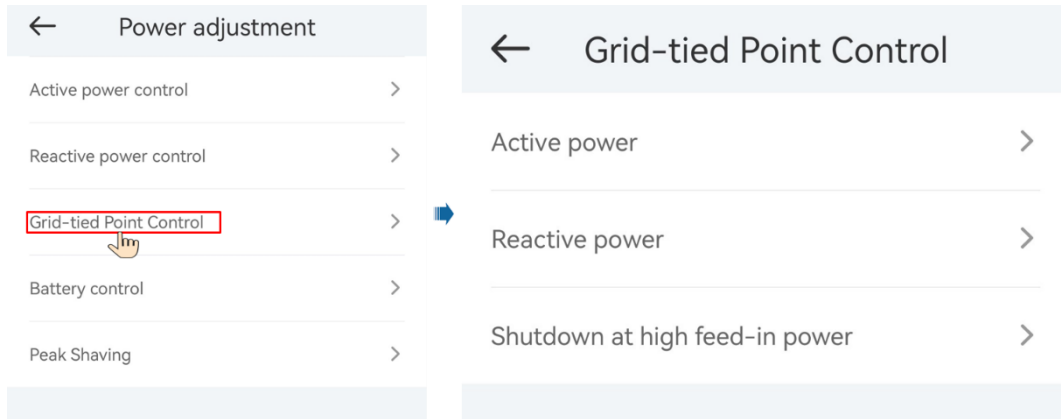 Power adjustment
Active power control
Reactive power control
Grid-tied Point Control
Battery control
Peak Shaving
Grid-tied Point Control
Active power
Reactive power
Shutdown at high feed-in power